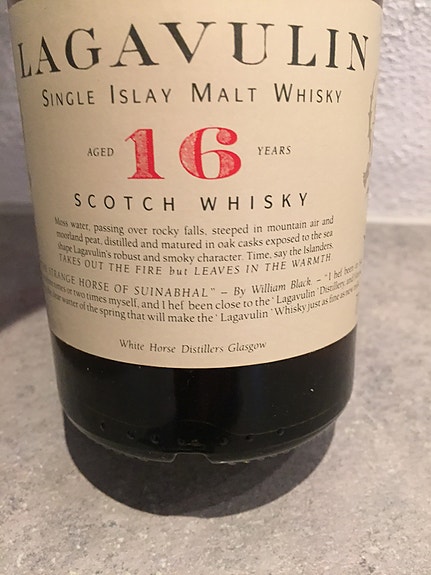 LAGAVULIN
SINGLE ISLAY MALT WHISKY
AGED 16 YEARS
SCOTCH WHISKY
Moss water, passing over rocky falls, steeped in mountain air and
moorland peat, distilled and matured in oak casks exposed to the sea
shape Lagavulin's robust and smoky character. Time, say the Islanders,
TAKES OUT THE FIRE but LEAVES IN THE WARMTH.
STRANGE HORSE OF SUINABHAL" – By William Black – "I hef been
times or two times myself, and I hef been close to the 'Lagavulin' Distillery, and I
clear water of the spring that will make the 'Lagavulin' Whisky just as fine as new
White Horse Distillers Glasgow